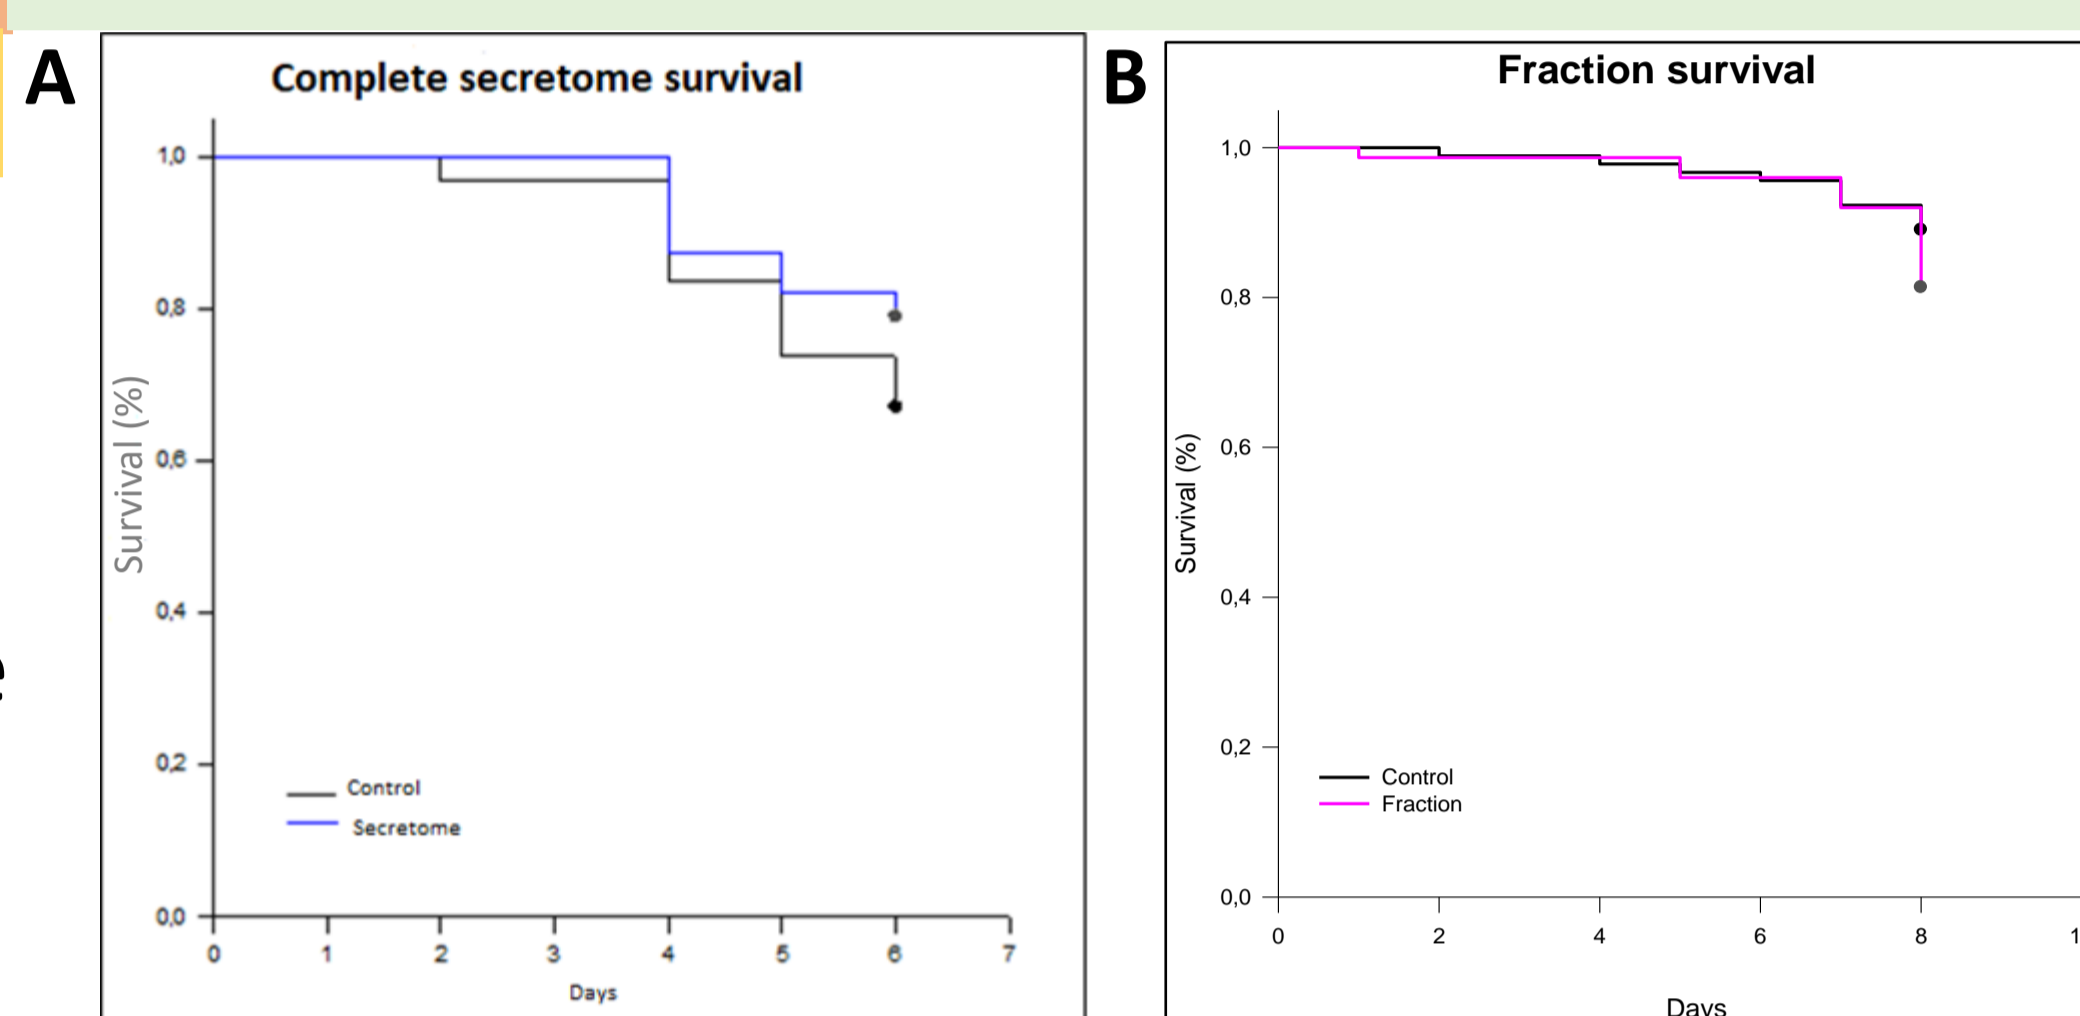 A
Complete secretome survival
1,0
0,8
0,6
0,4
0,2
0,0
Survival (%)
Control
Secretome
0 1 2 3 4 5 6 7
Days
B
Fraction survival
1,0
0,8
0,6
0,4
0,2
0,0
Survival (%)
Control
Fraction
0 2 4 6 8
Days